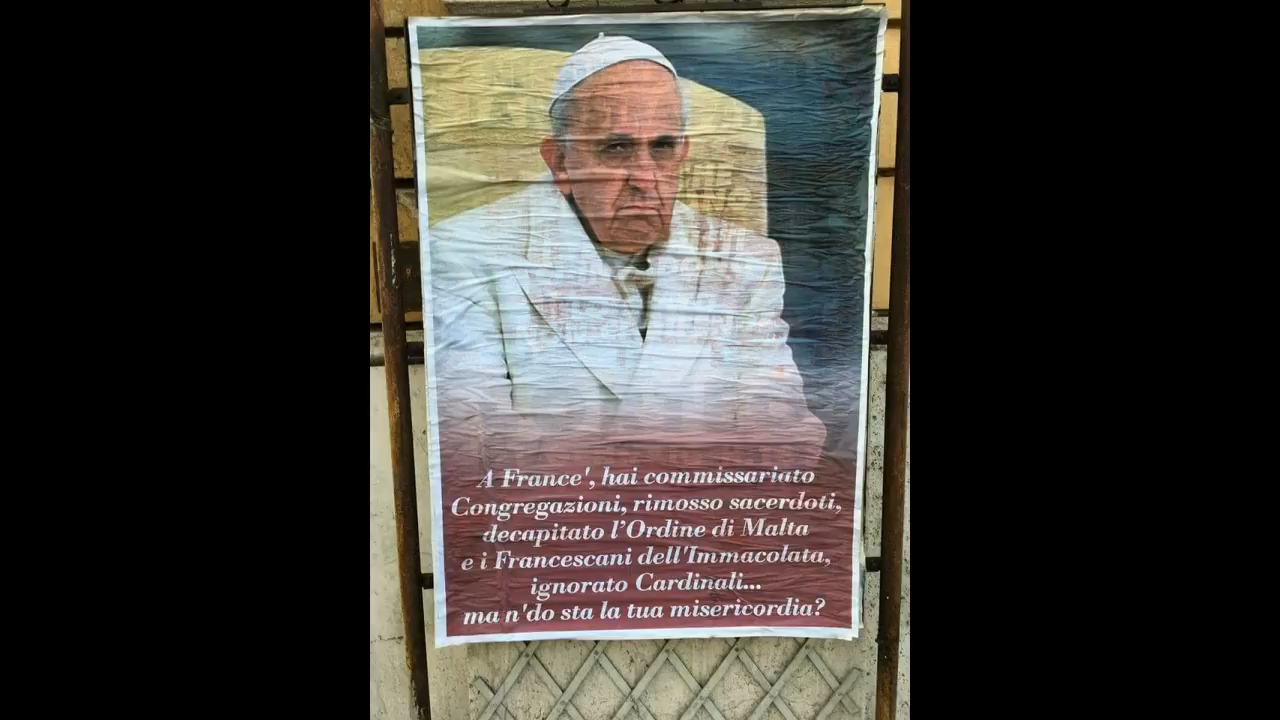 A France', hai commissariato
Congregazioni, rimosso sacerdoti,
decapitato l’Ordine di Malta
e i Francescani dell'Immacolata,
ignorato Cardinali...
ma n'do sta la tua misericordia?